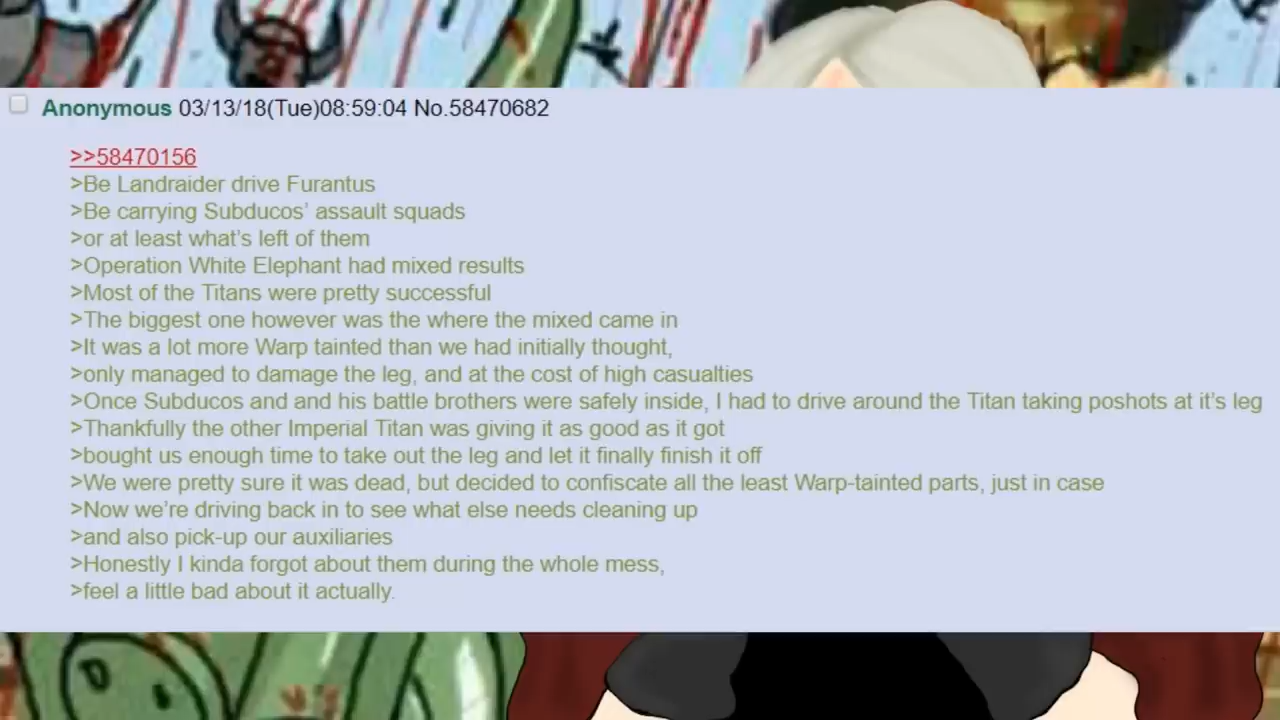 Anonymous 03/13/18(Tue)08:59:04 No.58470682
>>58470156
>Be Landraider drive Furantus
>Be carrying Subducos' assault squads
>or at least what's left of them
>Operation White Elephant had mixed results
>Most of the Titans were pretty successful
>The biggest one however was the where the mixed came in
>It was a lot more Warp tainted than we had initially thought,
>only managed to damage the leg, and at the cost of high casualties
>Once Subducos and and his battle brothers were safely inside, I had to drive around the Titan taking poshots at it's leg
>Thankfully the other Imperial Titan was giving it as good as it got
>bought us enough time to take out the leg and let it finally finish it off
>We were pretty sure it was dead, but decided to confiscate all the least Warp-tainted parts, just in case
>Now we're driving back in to see what else needs cleaning up
>and also pick-up our auxiliaries
>Honestly I kinda forgot about them during the whole mess,
>feel a little bad about it actually.